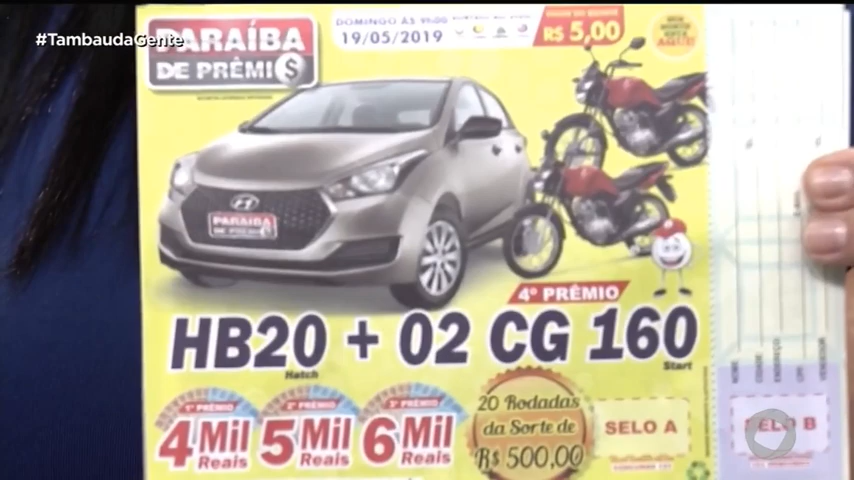 #TambaudaGente
PARAÍBA
DE PRÊMIO$
DOMINGO ÀS
19/05/2019
R$ 5,00
PARAÍBA
4º PRÊMIO
HB20 + 02 CG 160
Hatch
Start
1º PRÊMIO
4 Mil
Reais
2º PRÊMIO
5 Mil
Reais
3º PRÊMIO
6 Mil
Reais
20 Rodadas
da Sorte de
R$ 500,00
SELO A
SELO B